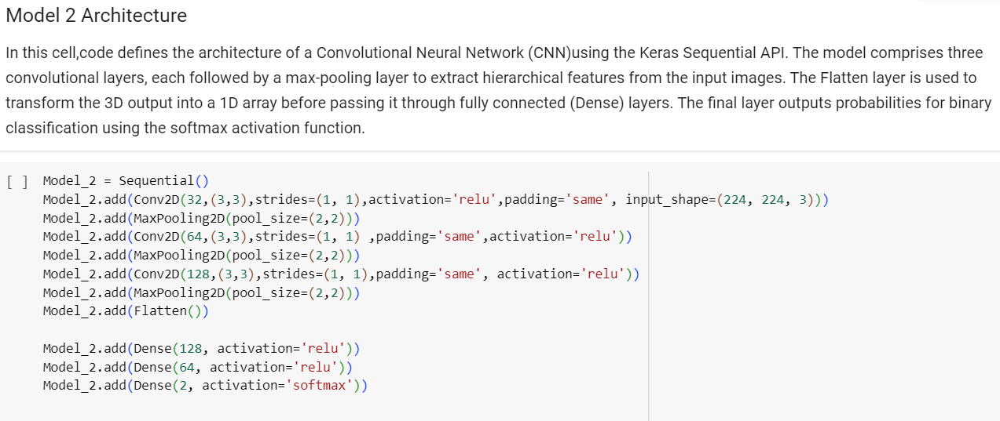 Model 2 Architecture
In this cell,code defines the architecture of a Convolutional Neural Network (CNN)using the Keras Sequential API. The model comprises three
convolutional layers, each followed by a max-pooling layer to extract hierarchical features from the input images. The Flatten layer is used to
transform the 3D output into a 1D array before passing it through fully connected (Dense) layers. The final layer outputs probabilities for binary
classification using the softmax activation function.
[ ] Model_2 = Sequential()
Model_2.add(Conv2D(32,(3,3),strides=(1, 1),activation='relu',padding='same', input_shape=(224, 224, 3)))
Model_2.add(MaxPooling2D(pool_size=(2,2)))
Model_2.add(Conv2D(64,(3,3),strides=(1, 1) ,padding='same',activation='relu'))
Model_2.add(MaxPooling2D(pool_size=(2,2)))
Model_2.add(Conv2D(128,(3,3),strides=(1, 1),padding='same', activation='relu'))
Model_2.add(MaxPooling2D(pool_size=(2,2)))
Model_2.add(Flatten())
Model_2.add(Dense(128, activation='relu'))
Model_2.add(Dense(64, activation='relu'))
Model_2.add(Dense(2, activation='softmax'))